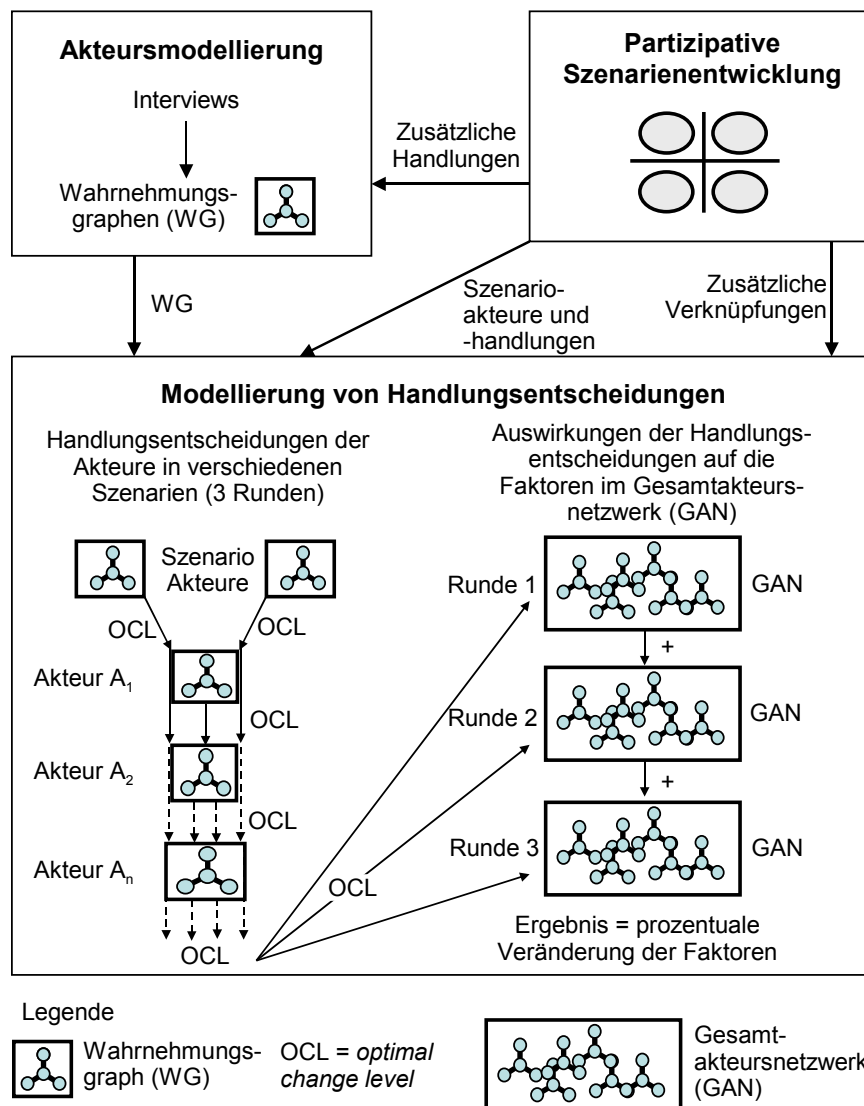 Akteursmodellierung
Interviews
Wahrnehmungs-
graphen (WG)
Zusätzliche
Handlungen
Partizipative
Szenarienentwicklung
WG
Szenario-
akteure und
-handlungen
Zusätzliche
Verknüpfungen
Modellierung von Handlungsentscheidungen
Handlungsentscheidungen der
Akteure in verschiedenen
Szenarien (3 Runden)
Szenario
Akteure
OCL
OCL
Akteur A₁
OCL
Akteur A₂
OCL
Akteur Aₙ
OCL
Auswirkungen der Handlungs-
entscheidungen auf die
Faktoren im Gesamtakteurs-
netzwerk (GAN)
Runde 1
GAN
+
Runde 2
GAN
+
Runde 3
GAN
OCL
Ergebnis = prozentuale
Veränderung der Faktoren
Legende
Wahrnehmungs-
graph (WG)
OCL = optimal
change level
Gesamt-
akteursnetzwerk
(GAN)